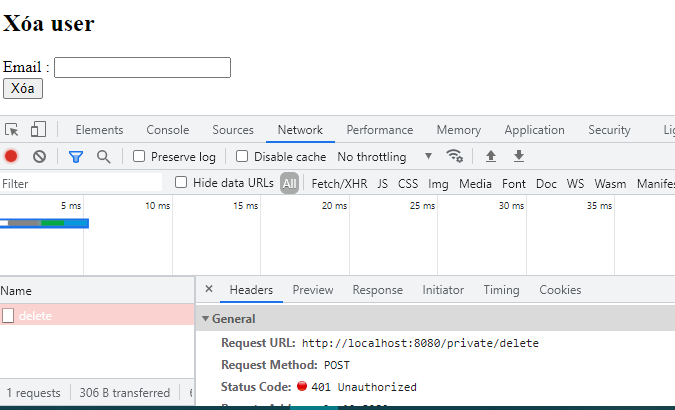 Xóa user
Email :
Xóa
Elements Console Sources Network Performance Memory Application Security
Preserve log Disable cache No throttling
Filter Hide data URLs All Fetch/XHR JS CSS Img Media Font Doc WS Wasm Manifes
5 ms 10 ms 15 ms 20 ms 25 ms 30 ms 35 ms
Name × Headers Preview Response Initiator Timing Cookies
delete
General
Request URL: http://localhost:8080/private/delete
Request Method: POST
Status Code: 401 Unauthorized
1 requests 306 B transferred